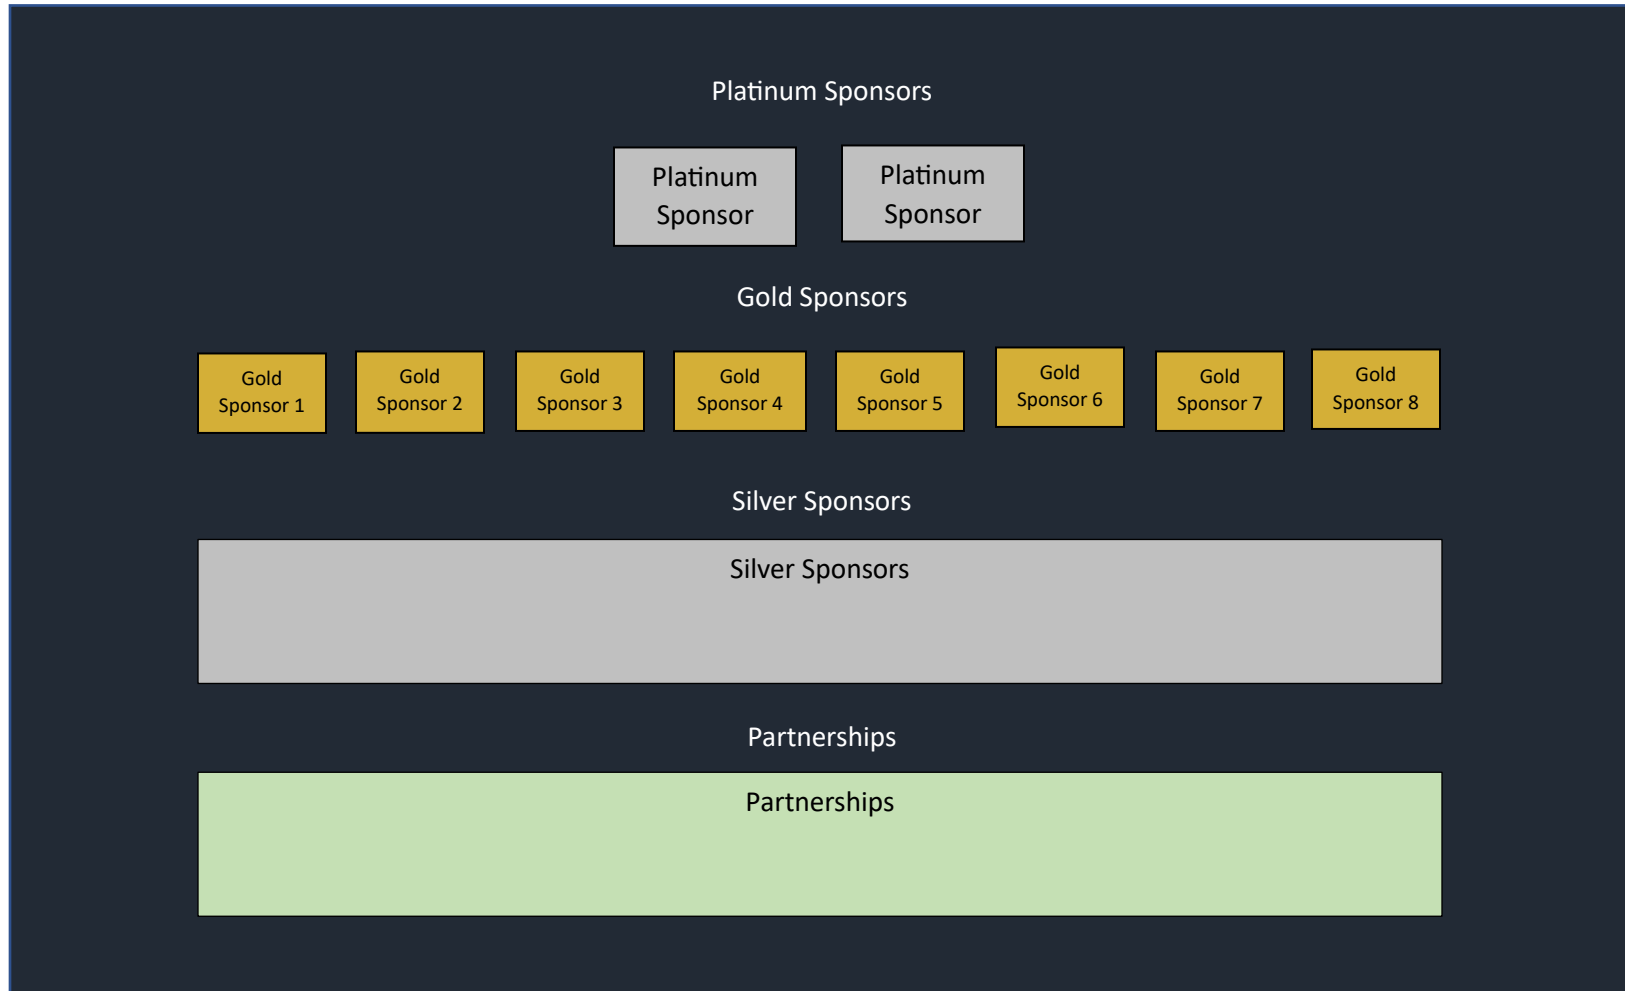 Platinum Sponsors
Platinum
Sponsor
Platinum
Sponsor
Gold Sponsors
Gold
Sponsor 1
Gold
Sponsor 2
Gold
Sponsor 3
Gold
Sponsor 4
Gold
Sponsor 5
Gold
Sponsor 6
Gold
Sponsor 7
Gold
Sponsor 8
Silver Sponsors
Silver Sponsors
Partnerships
Partnerships